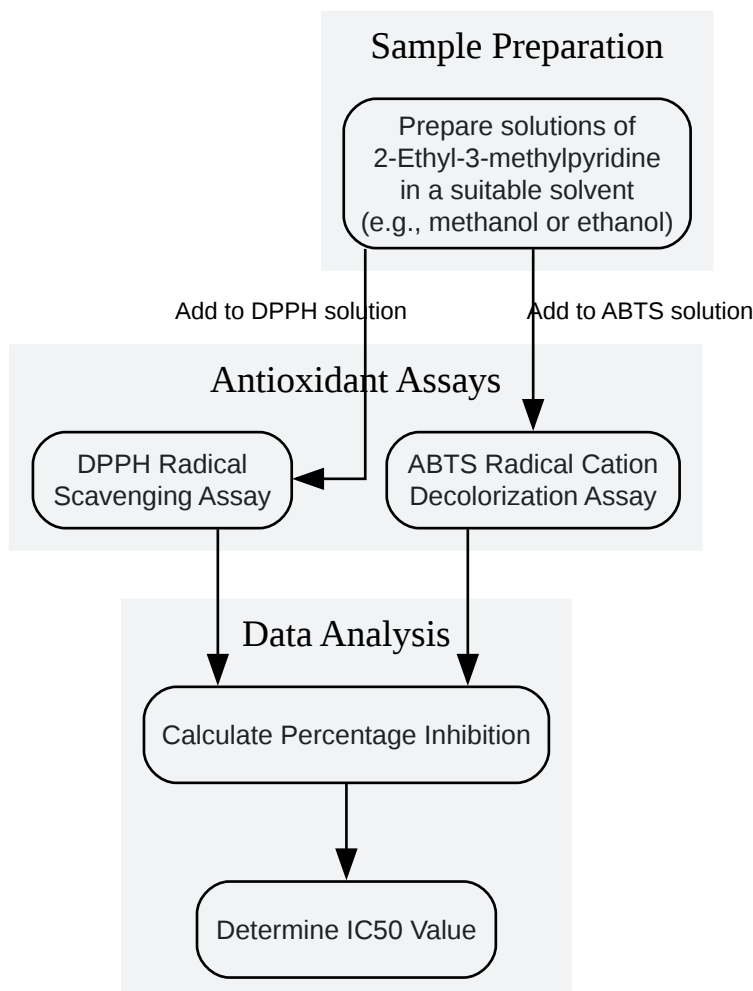 Sample Preparation
Prepare solutions of
2-Ethyl-3-methylpyridine
in a suitable solvent
(e.g., methanol or ethanol)
Add to DPPH solution
Add to ABTS solution
Antioxidant Assays
DPPH Radical
Scavenging Assay
ABTS Radical Cation
Decolorization Assay
Data Analysis
Calculate Percentage Inhibition
Determine IC50 Value